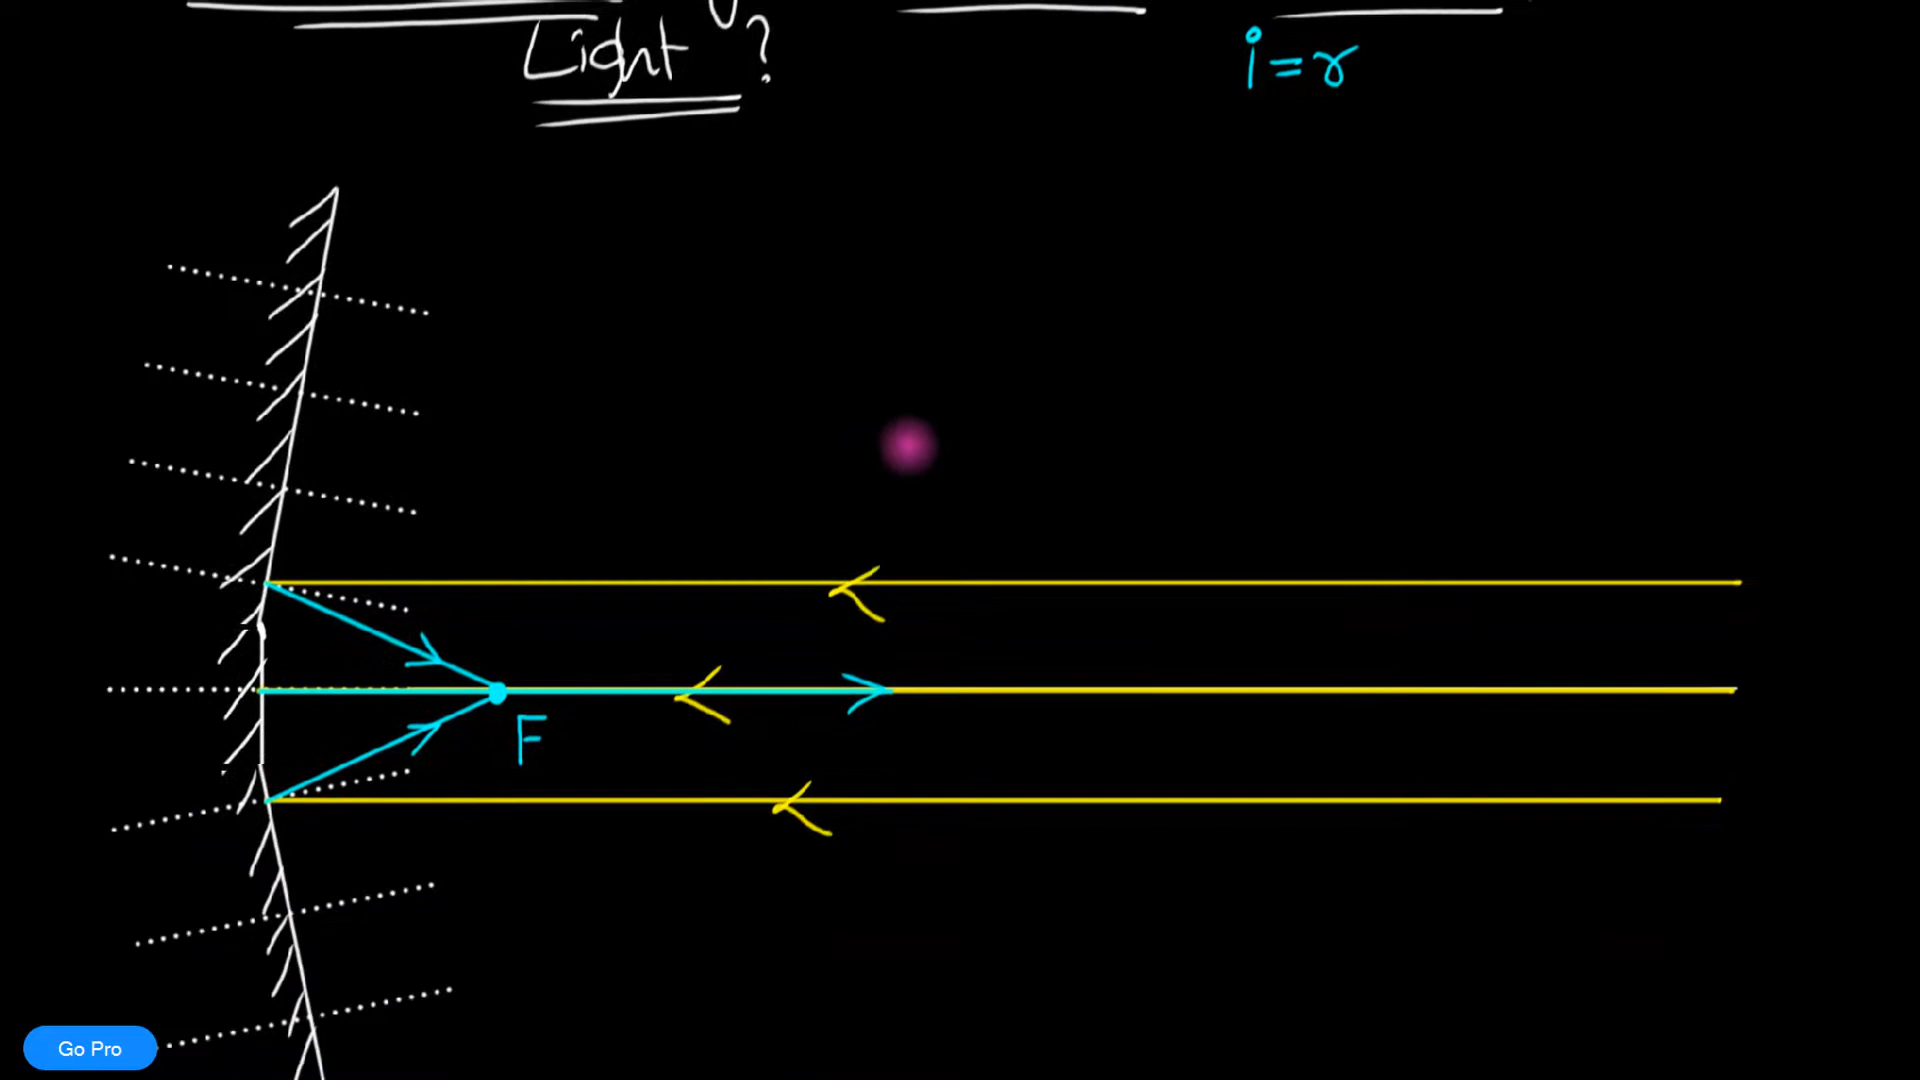 Light ?
i = r
F
Go Pro